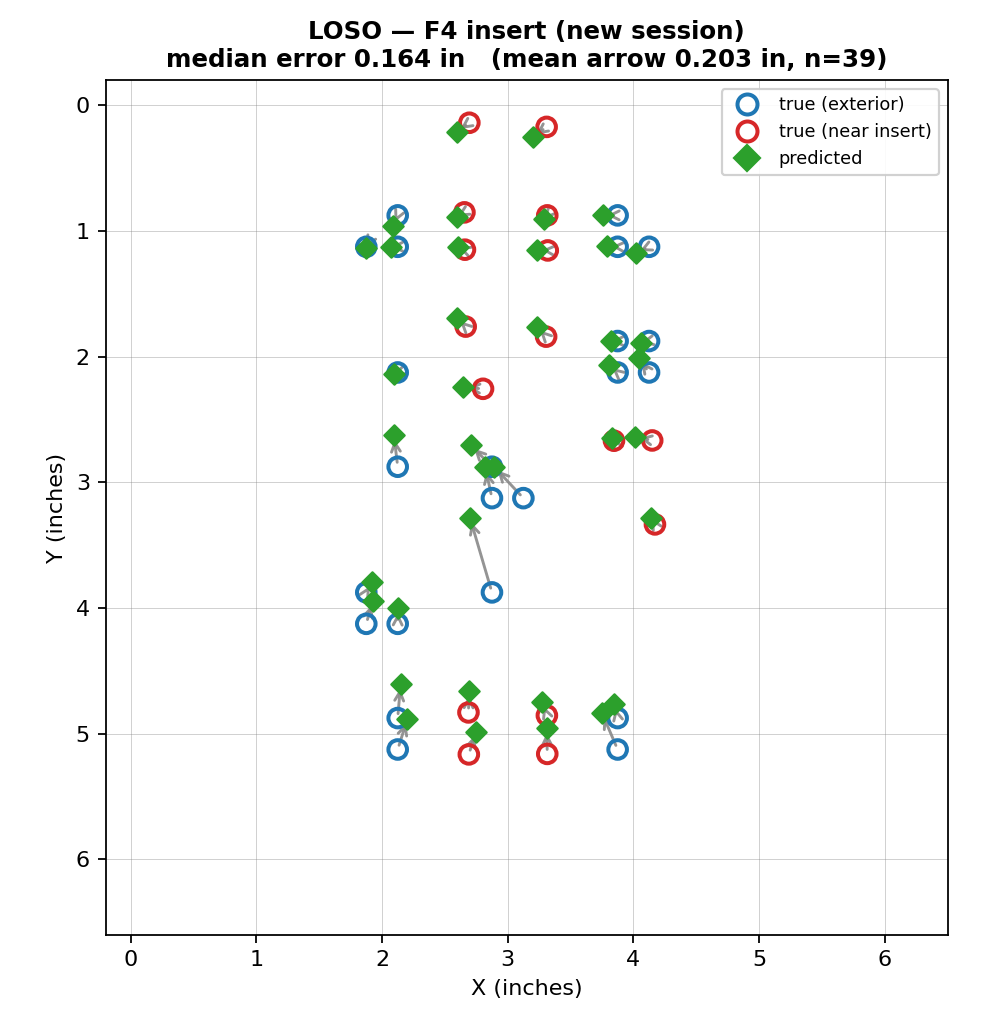 LOSO — F4 insert (new session)
median error 0.164 in   (mean arrow 0.203 in, n=39)
true (exterior)
true (near insert)
predicted
0
1
2
3
4
5
6
Y (inches)
0 1 2 3 4 5 6
X (inches)